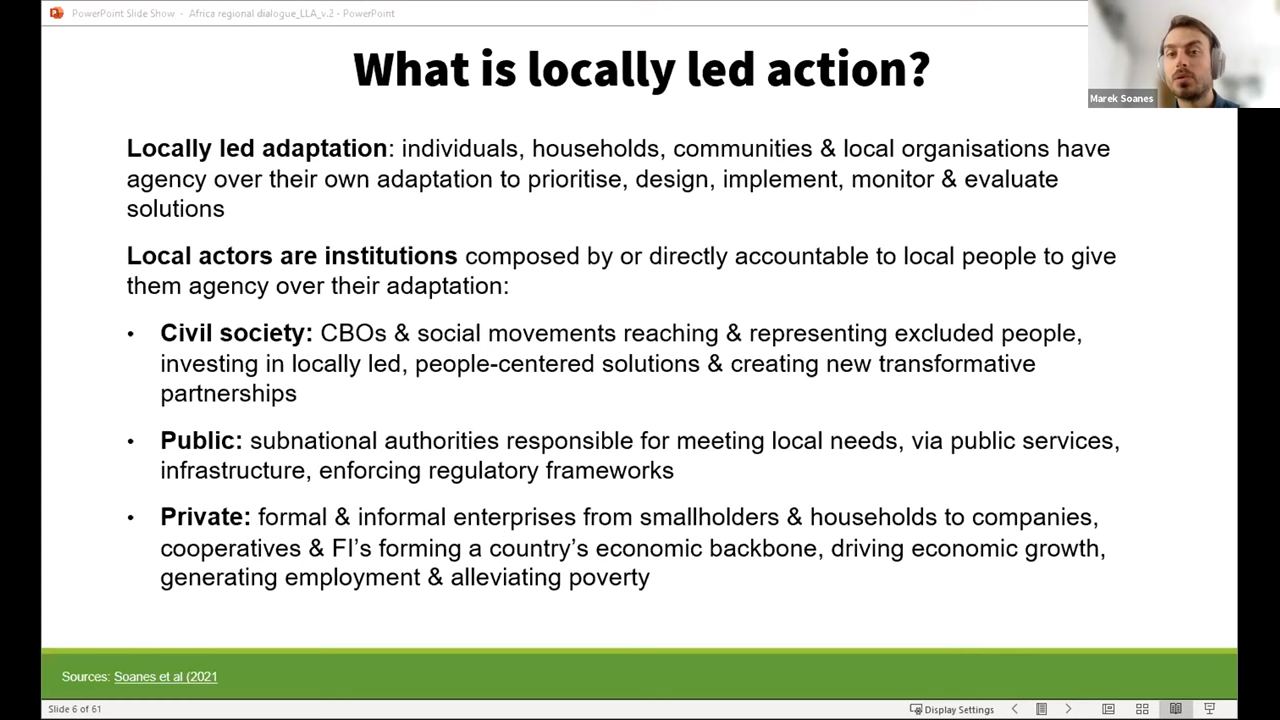 PowerPoint Slide Show - Africa regional dialogue_LLA_v.2 - PowerPoint
What is locally led action?
Marek Soanes
Locally led adaptation: individuals, households, communities & local organisations have
agency over their own adaptation to prioritise, design, implement, monitor & evaluate
solutions
Local actors are institutions composed by or directly accountable to local people to give
them agency over their adaptation:
• Civil society: CBOs & social movements reaching & representing excluded people,
investing in locally led, people-centered solutions & creating new transformative
partnerships
• Public: subnational authorities responsible for meeting local needs, via public services,
infrastructure, enforcing regulatory frameworks
• Private: formal & informal enterprises from smallholders & households to companies,
cooperatives & FI's forming a country's economic backbone, driving economic growth,
generating employment & alleviating poverty
Sources: Soanes et al (2021
Slide 6 of 61
Display Settings